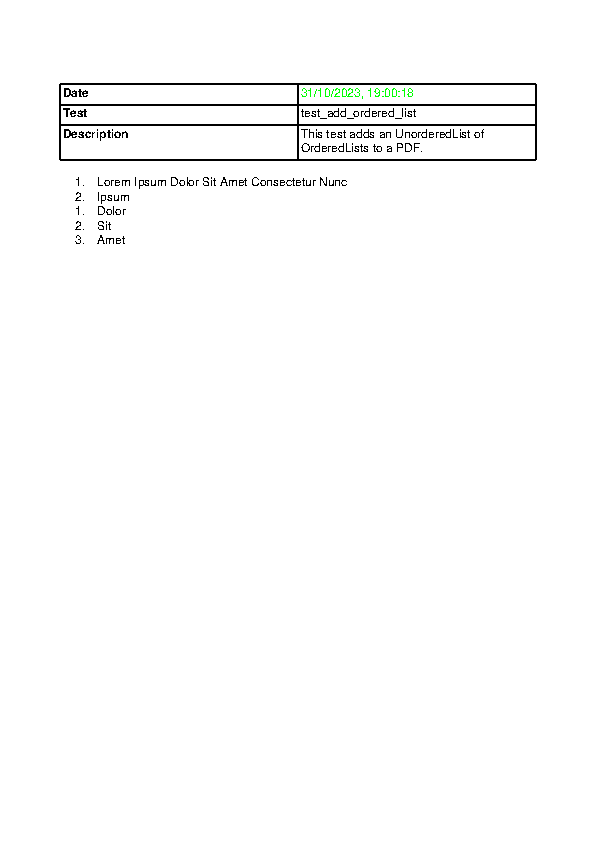 Date 31/10/2023, 19:00:18
Test test_add_ordered_list
Description This test adds an UnorderedList of
OrderedLists to a PDF.
1. Lorem Ipsum Dolor Sit Amet Consectetur Nunc
2. Ipsum
1. Dolor
2. Sit
3. Amet